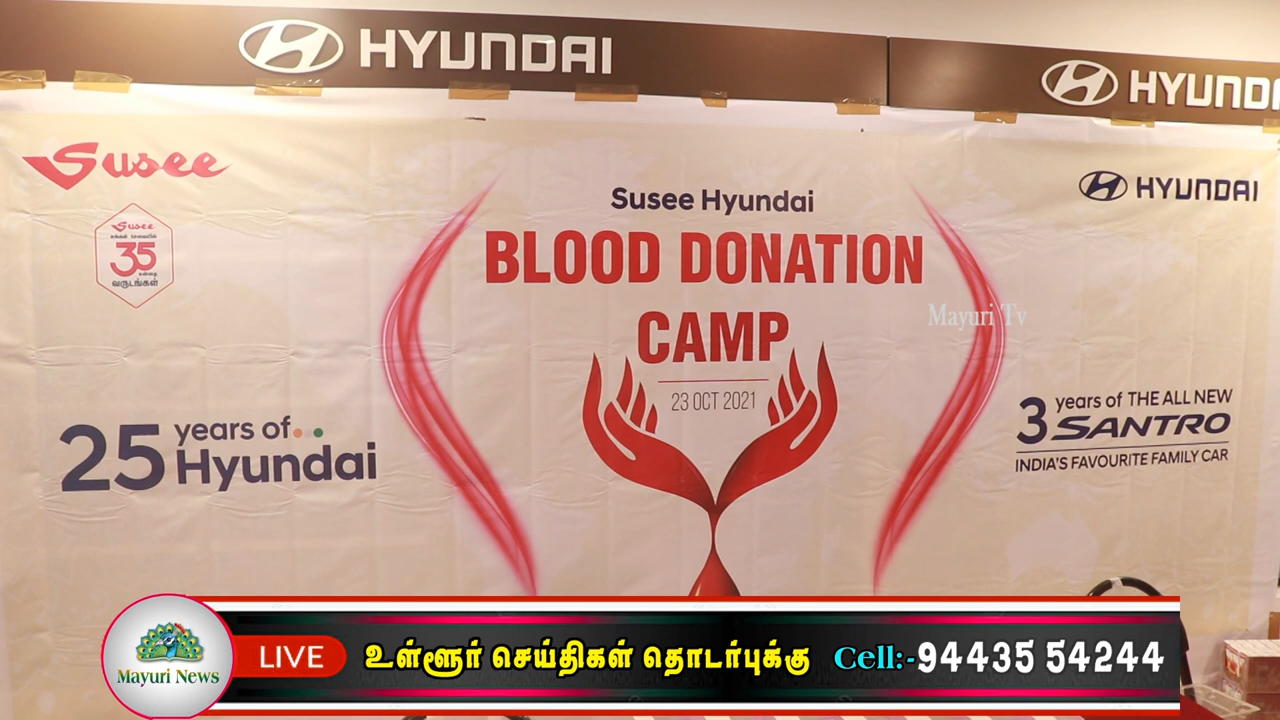 HYUNDAI
HYUNDAI
Susee
HYUNDAI
Susee Hyundai
BLOOD DONATION
CAMP
23 OCT 2021
Susee
35
வருடங்கள்
Mayuri Tv
25 years of
Hyundai
3 years of THE ALL NEW
SANTRO
INDIA'S FAVOURITE FAMILY CAR
Mayuri News
LIVE
உள்ளூர் செய்திகள் தொடர்புக்கு Cell:-94435 54244